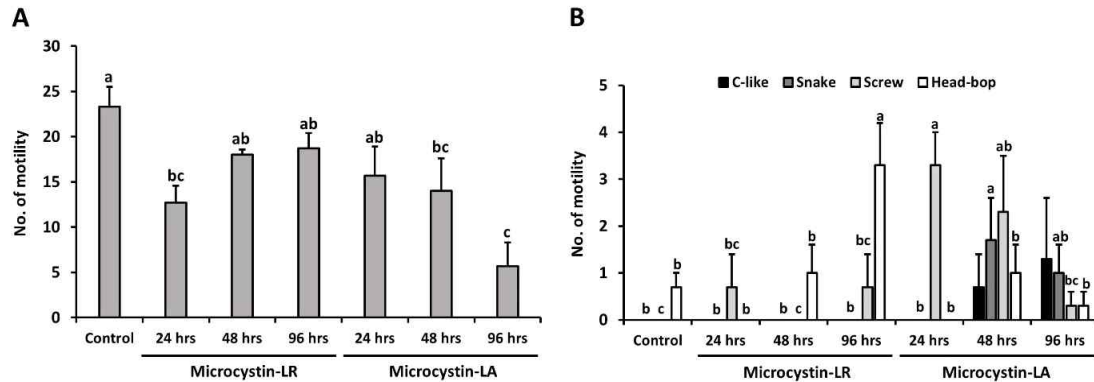 A
No. of motility
30
25
20
15
10
5
0
a
bc
ab
ab
ab
bc
c
Control
24 hrs
48 hrs
96 hrs
24 hrs
48 hrs
96 hrs
Microcystin-LR
Microcystin-LA
B
C-like Snake Screw Head-bop
No. of motility
5
4
3
2
1
0
b c b
b bc b
b c b
b bc a
b a b
a ab b
ab bc b
Control
24 hrs
48 hrs
96 hrs
24 hrs
48 hrs
96 hrs
Microcystin-LR
Microcystin-LA